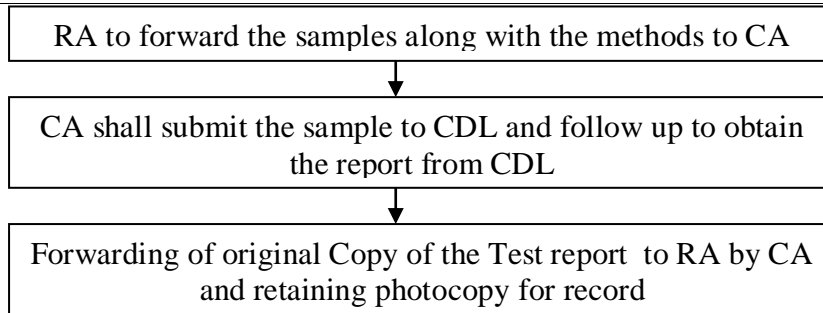 RA to forward the samples along with the methods to CA
CA shall submit the sample to CDL and follow up to obtain
the report from CDL
Forwarding of original Copy of the Test report  to RA by CA
and retaining photocopy for record